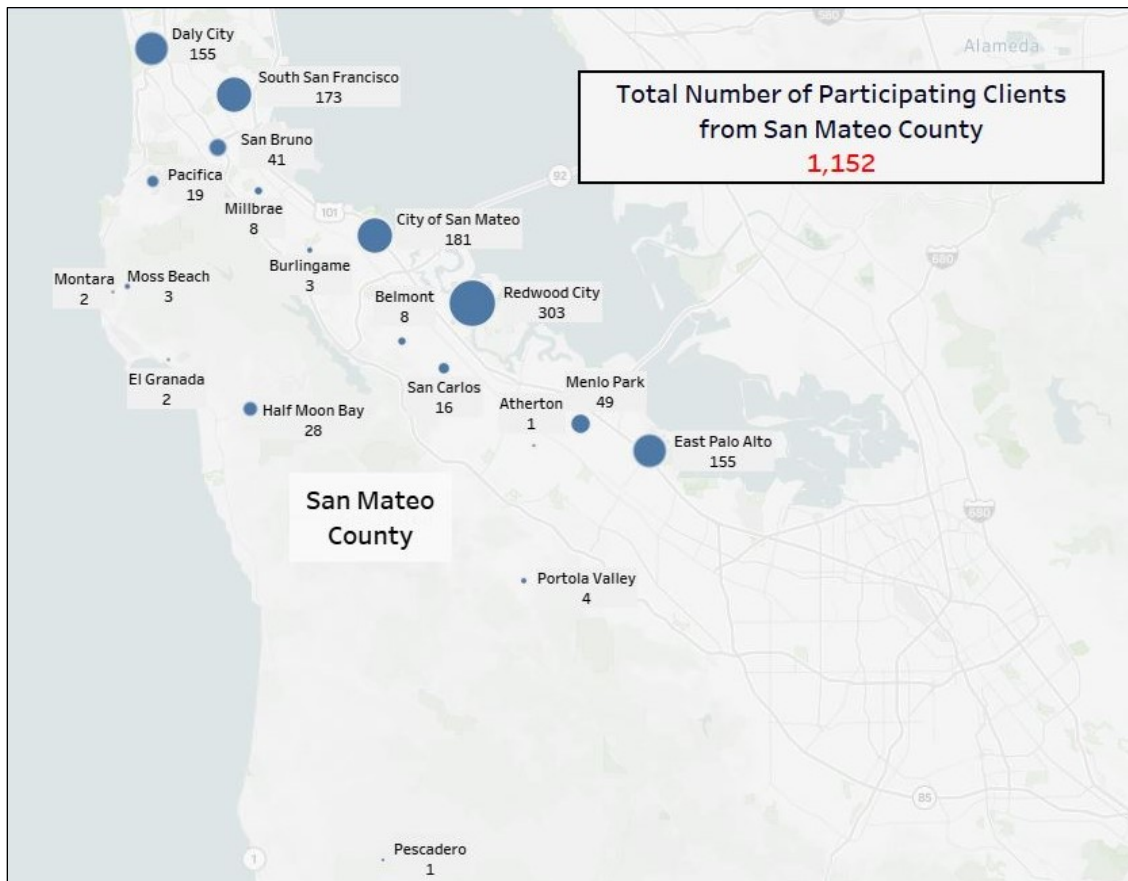 Daly City
155
580
580
Alameda
South San Francisco
173
Total Number of Participating Clients
from San Mateo County
1,152
San Bruno
41
Pacifica
19
92
Millbrae
8
101
City of San Mateo
181
680
Burlingame
3
Montara
2
Moss Beach
3
Belmont
8
Redwood City
303
El Granada
2
San Carlos
16
Menlo Park
49
Atherton
1
Half Moon Bay
28
East Palo Alto
155
San Mateo
County
680
Portola Valley
4
85
1
Pescadero
1